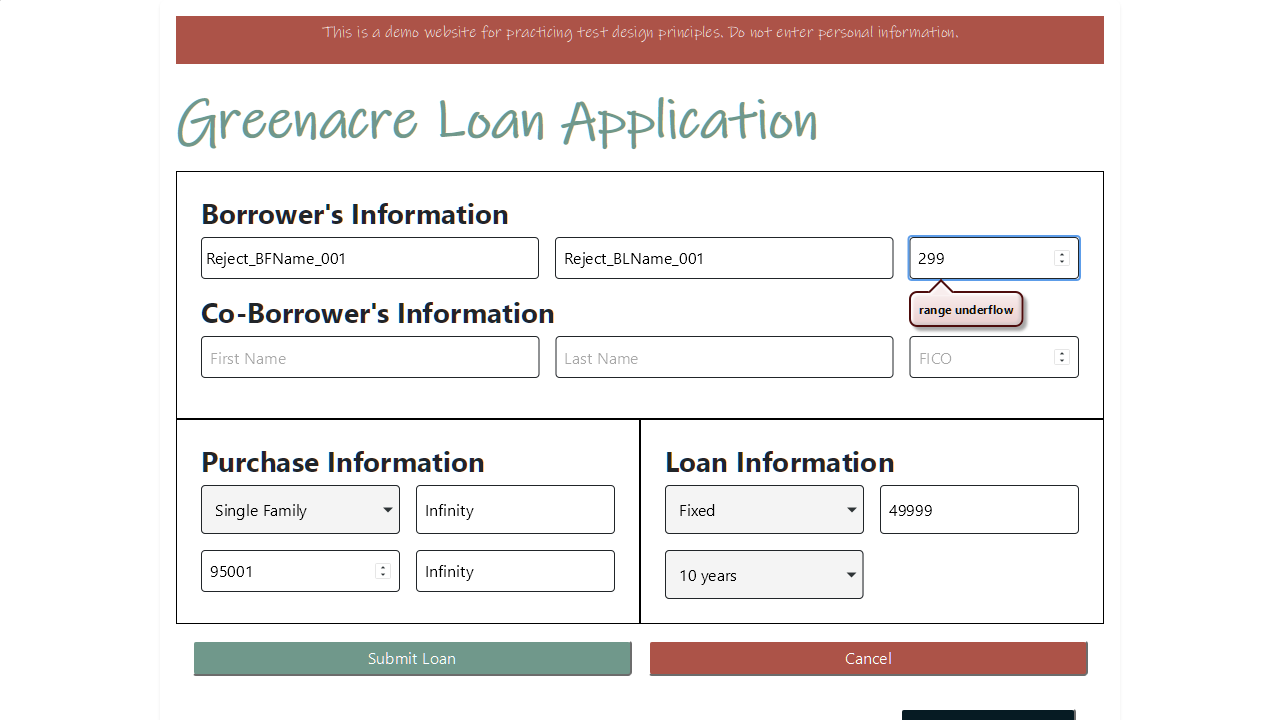 This is a demo website for practicing test design principles. Do not enter personal information.
Greenacre Loan Application
Borrower's Information
Reject_BFName_001
Reject_BLName_001
299
range underflow
Co-Borrower's Information
First Name
Last Name
FICO
Purchase Information
Single Family
Infinity
95001
Infinity
Loan Information
Fixed
49999
10 years
Submit Loan
Cancel